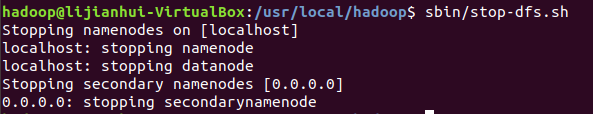 hadoop@lijianhui-VirtualBox:/usr/local/hadoop$ sbin/stop-dfs.sh
Stopping namenodes on [localhost]
localhost: stopping namenode
localhost: stopping datanode
Stopping secondary namenodes [0.0.0.0]
0.0.0.0: stopping secondarynamenode